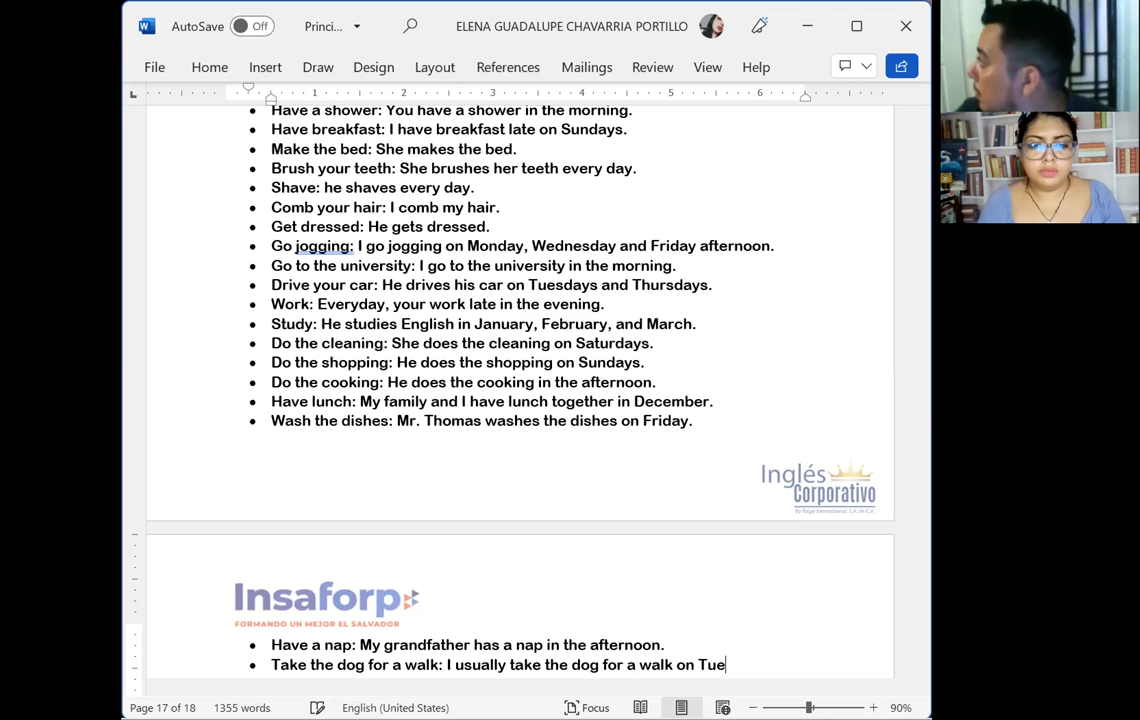 AutoSave Off Princi... ELENA GUADALUPE CHAVARRIA PORTILLO
File Home Insert Draw Design Layout References Mailings Review View Help
1 2 3 4 5 6
Have a shower: You have a shower in the morning.
Have breakfast: I have breakfast late on Sundays.
Make the bed: She makes the bed.
Brush your teeth: She brushes her teeth every day.
Shave: he shaves every day.
Comb your hair: I comb my hair.
Get dressed: He gets dressed.
Go jogging: I go jogging on Monday, Wednesday and Friday afternoon.
Go to the university: I go to the university in the morning.
Drive your car: He drives his car on Tuesdays and Thursdays.
Work: Everyday, your work late in the evening.
Study: He studies English in January, February, and March.
Do the cleaning: She does the cleaning on Saturdays.
Do the shopping: He does the shopping on Sundays.
Do the cooking: He does the cooking in the afternoon.
Have lunch: My family and I have lunch together in December.
Wash the dishes: Mr. Thomas washes the dishes on Friday.
Inglés
Corporativo
By Regal International, S.A. de C.V.
Insaforp
FORMANDO UN MEJOR EL SALVADOR
Have a nap: My grandfather has a nap in the afternoon.
Take the dog for a walk: I usually take the dog for a walk on Tue
Page 17 of 18 1355 words English (United States) Focus 90%